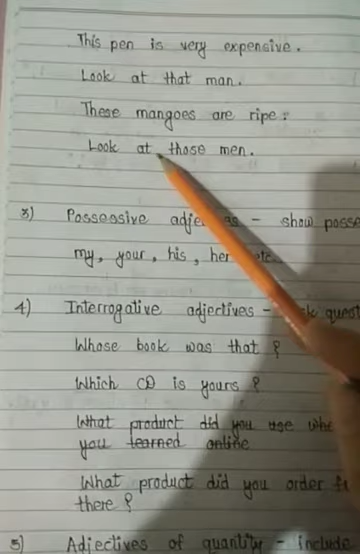 This pen is very expensive.
Look at that man.
These mangoes are ripe.
Look at those men.
3) Possessive - show
my, your, his, her etc.
4) Interrogative adjectives -
Whose book was that ?
Which CD is yours ?
What product did you use
you learned online
What product did you order
there ?
5) Adjectives of quantity - include